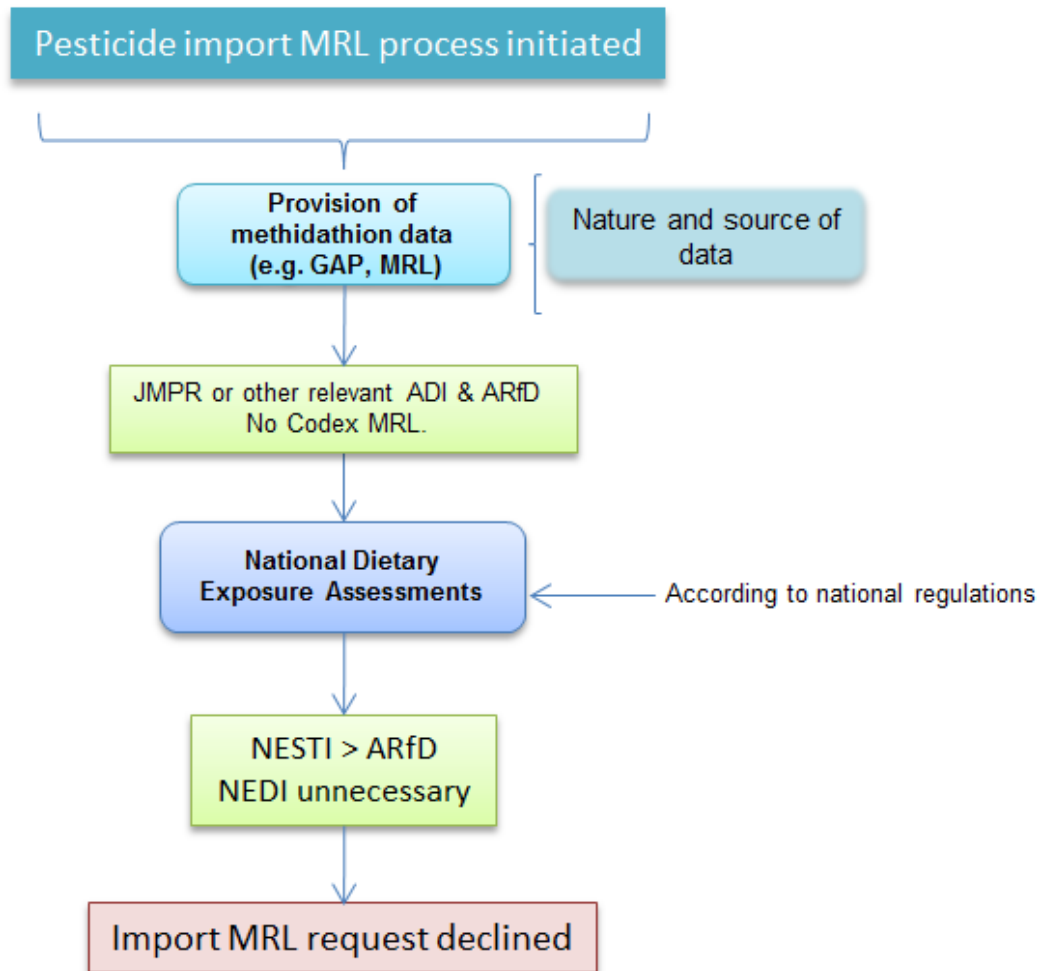 Pesticide import MRL process initiated
Provision of
methidathion data
(e.g. GAP, MRL)
Nature and source of
data
JMPR or other relevant ADI & ARfD
No Codex MRL.
National Dietary
Exposure Assessments
According to national regulations
NESTI > ARfD
NEDI unnecessary
Import MRL request declined